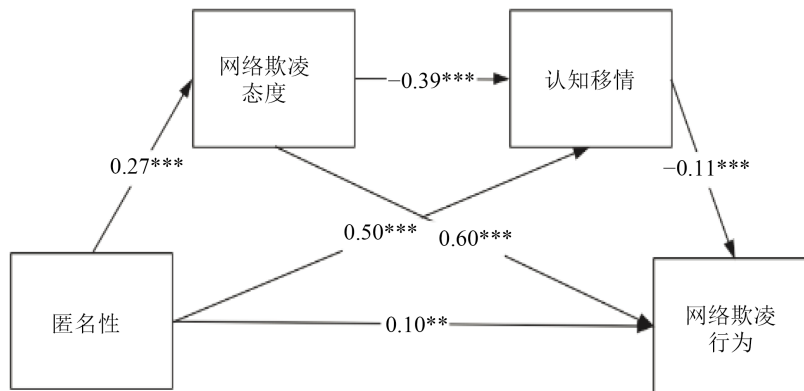 网络欺凌
态度
−0.39***
认知移情
0.27***
−0.11***
0.50***
0.60***
匿名性
0.10**
网络欺凌
行为